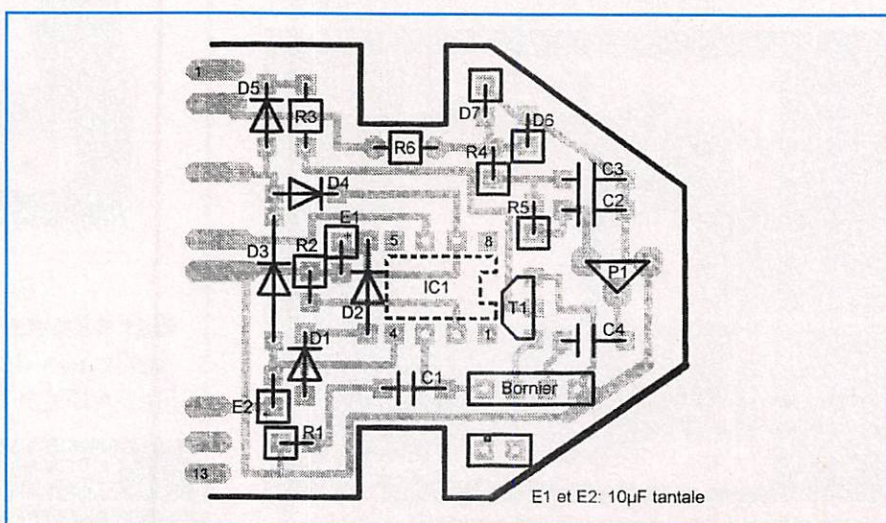 1
D5
R3
D7
D6
R6
R4
C3
D4
R5
C2
E1
+
5
8
D3
R2
IC1
P1
D2
T1
4
1
D1
C4
C1
Bornier
E2
R1
13
E1 et E2: 10µF tantale